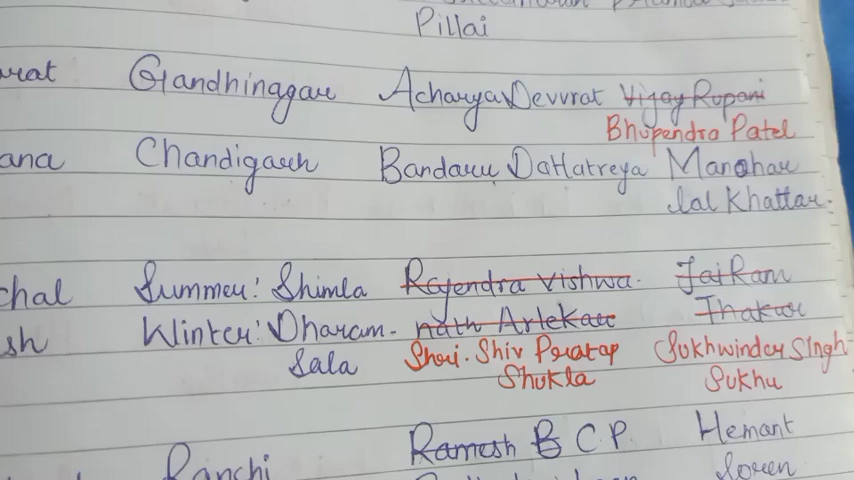 Pillai
rat Gandhinagar Acharya Devvrat Vijay Rupani
Bhupendra Patel
ana Chandigarh Bandaru Dattatreya Manohar
lal Khattar.
chal Summer: Shimla Rajendra Vishwa- Jai Ram
sh Winter: Dharam- nath Arlekar Thakur
Sala Shri. Shiv Pratap Sukhwinder Singh
Shukla Sukhu
Ranchi Ramesh B C.P. Hemant
Soren